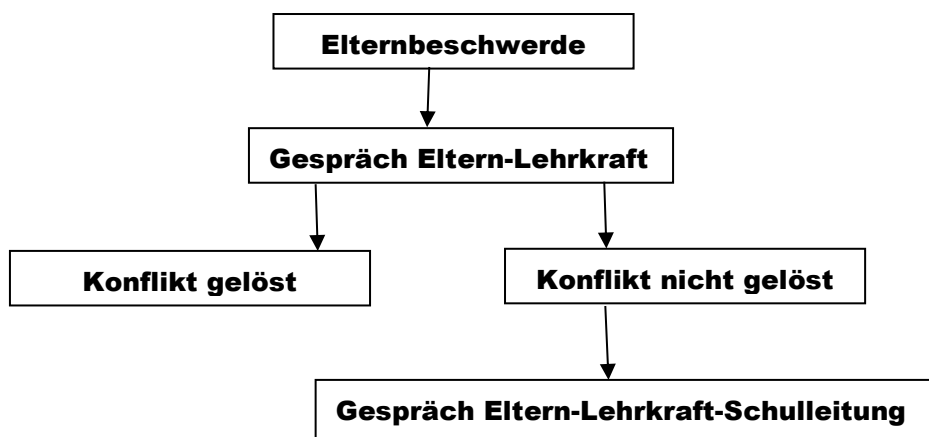 Elternbeschwerde
Gespräch Eltern-Lehrkraft
Konflikt gelöst
Konflikt nicht gelöst
Gespräch Eltern-Lehrkraft-Schulleitung